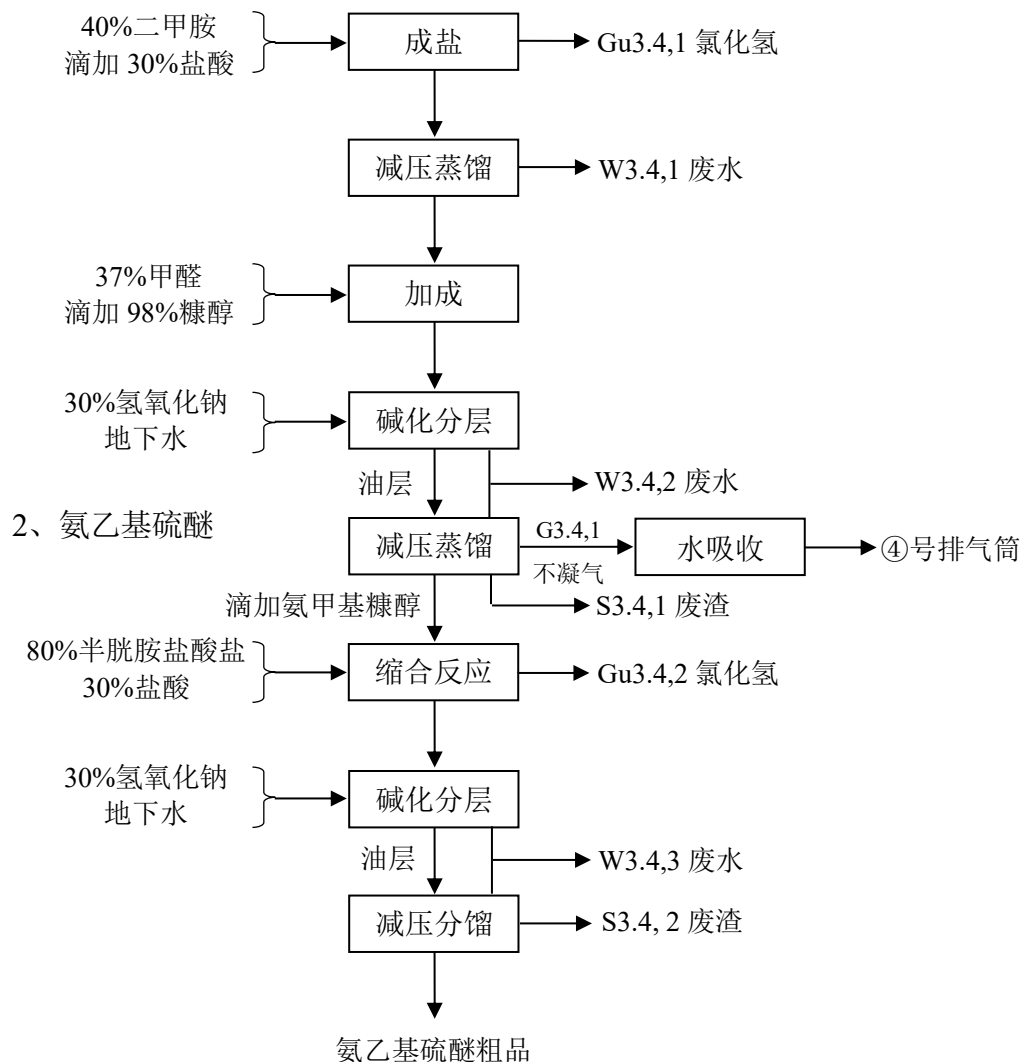 40%二甲胺
滴加 30%盐酸
成盐
Gu3.4,1 氯化氢
减压蒸馏
W3.4,1 废水
37%甲醛
滴加 98%糠醇
加成
30%氢氧化钠
地下水
碱化分层
油层
W3.4,2 废水
2、氨乙基硫醚
减压蒸馏
G3.4,1
不凝气
水吸收
④号排气筒
滴加氨甲基糠醇
S3.4,1 废渣
80%半胱胺盐酸盐
30%盐酸
缩合反应
Gu3.4,2 氯化氢
30%氢氧化钠
地下水
碱化分层
油层
W3.4,3 废水
减压分馏
S3.4, 2 废渣
氨乙基硫醚粗品